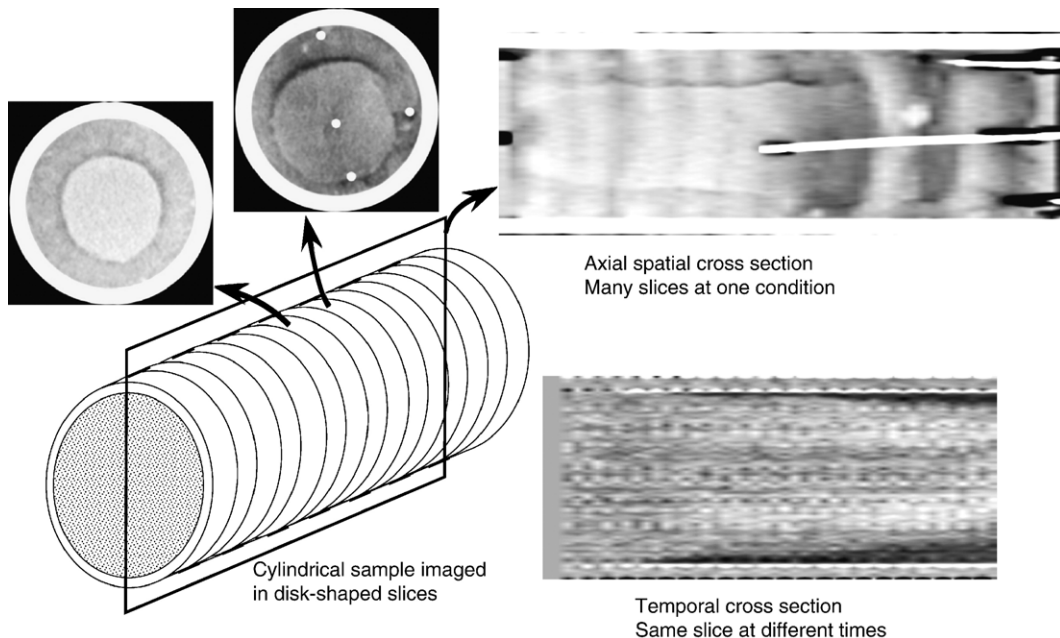 Axial spatial cross section
Many slices at one condition
Cylindrical sample imaged
in disk-shaped slices
Temporal cross section
Same slice at different times